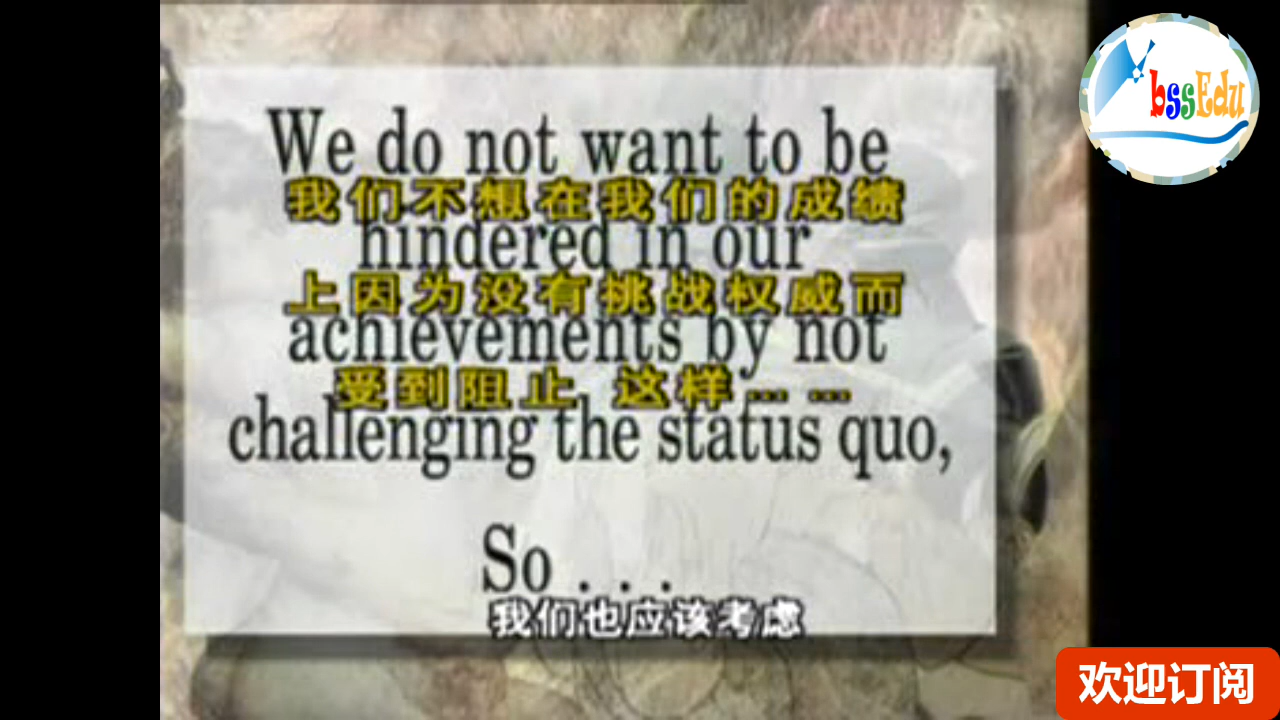 We do not want to be
我们不想在我们的成绩
hindered in our
上因为没有挑战权威而
achievements by not
受到阻止 这样……
challenging the status quo,
So . . .
我们也应该考虑
bssEdu
欢迎订阅